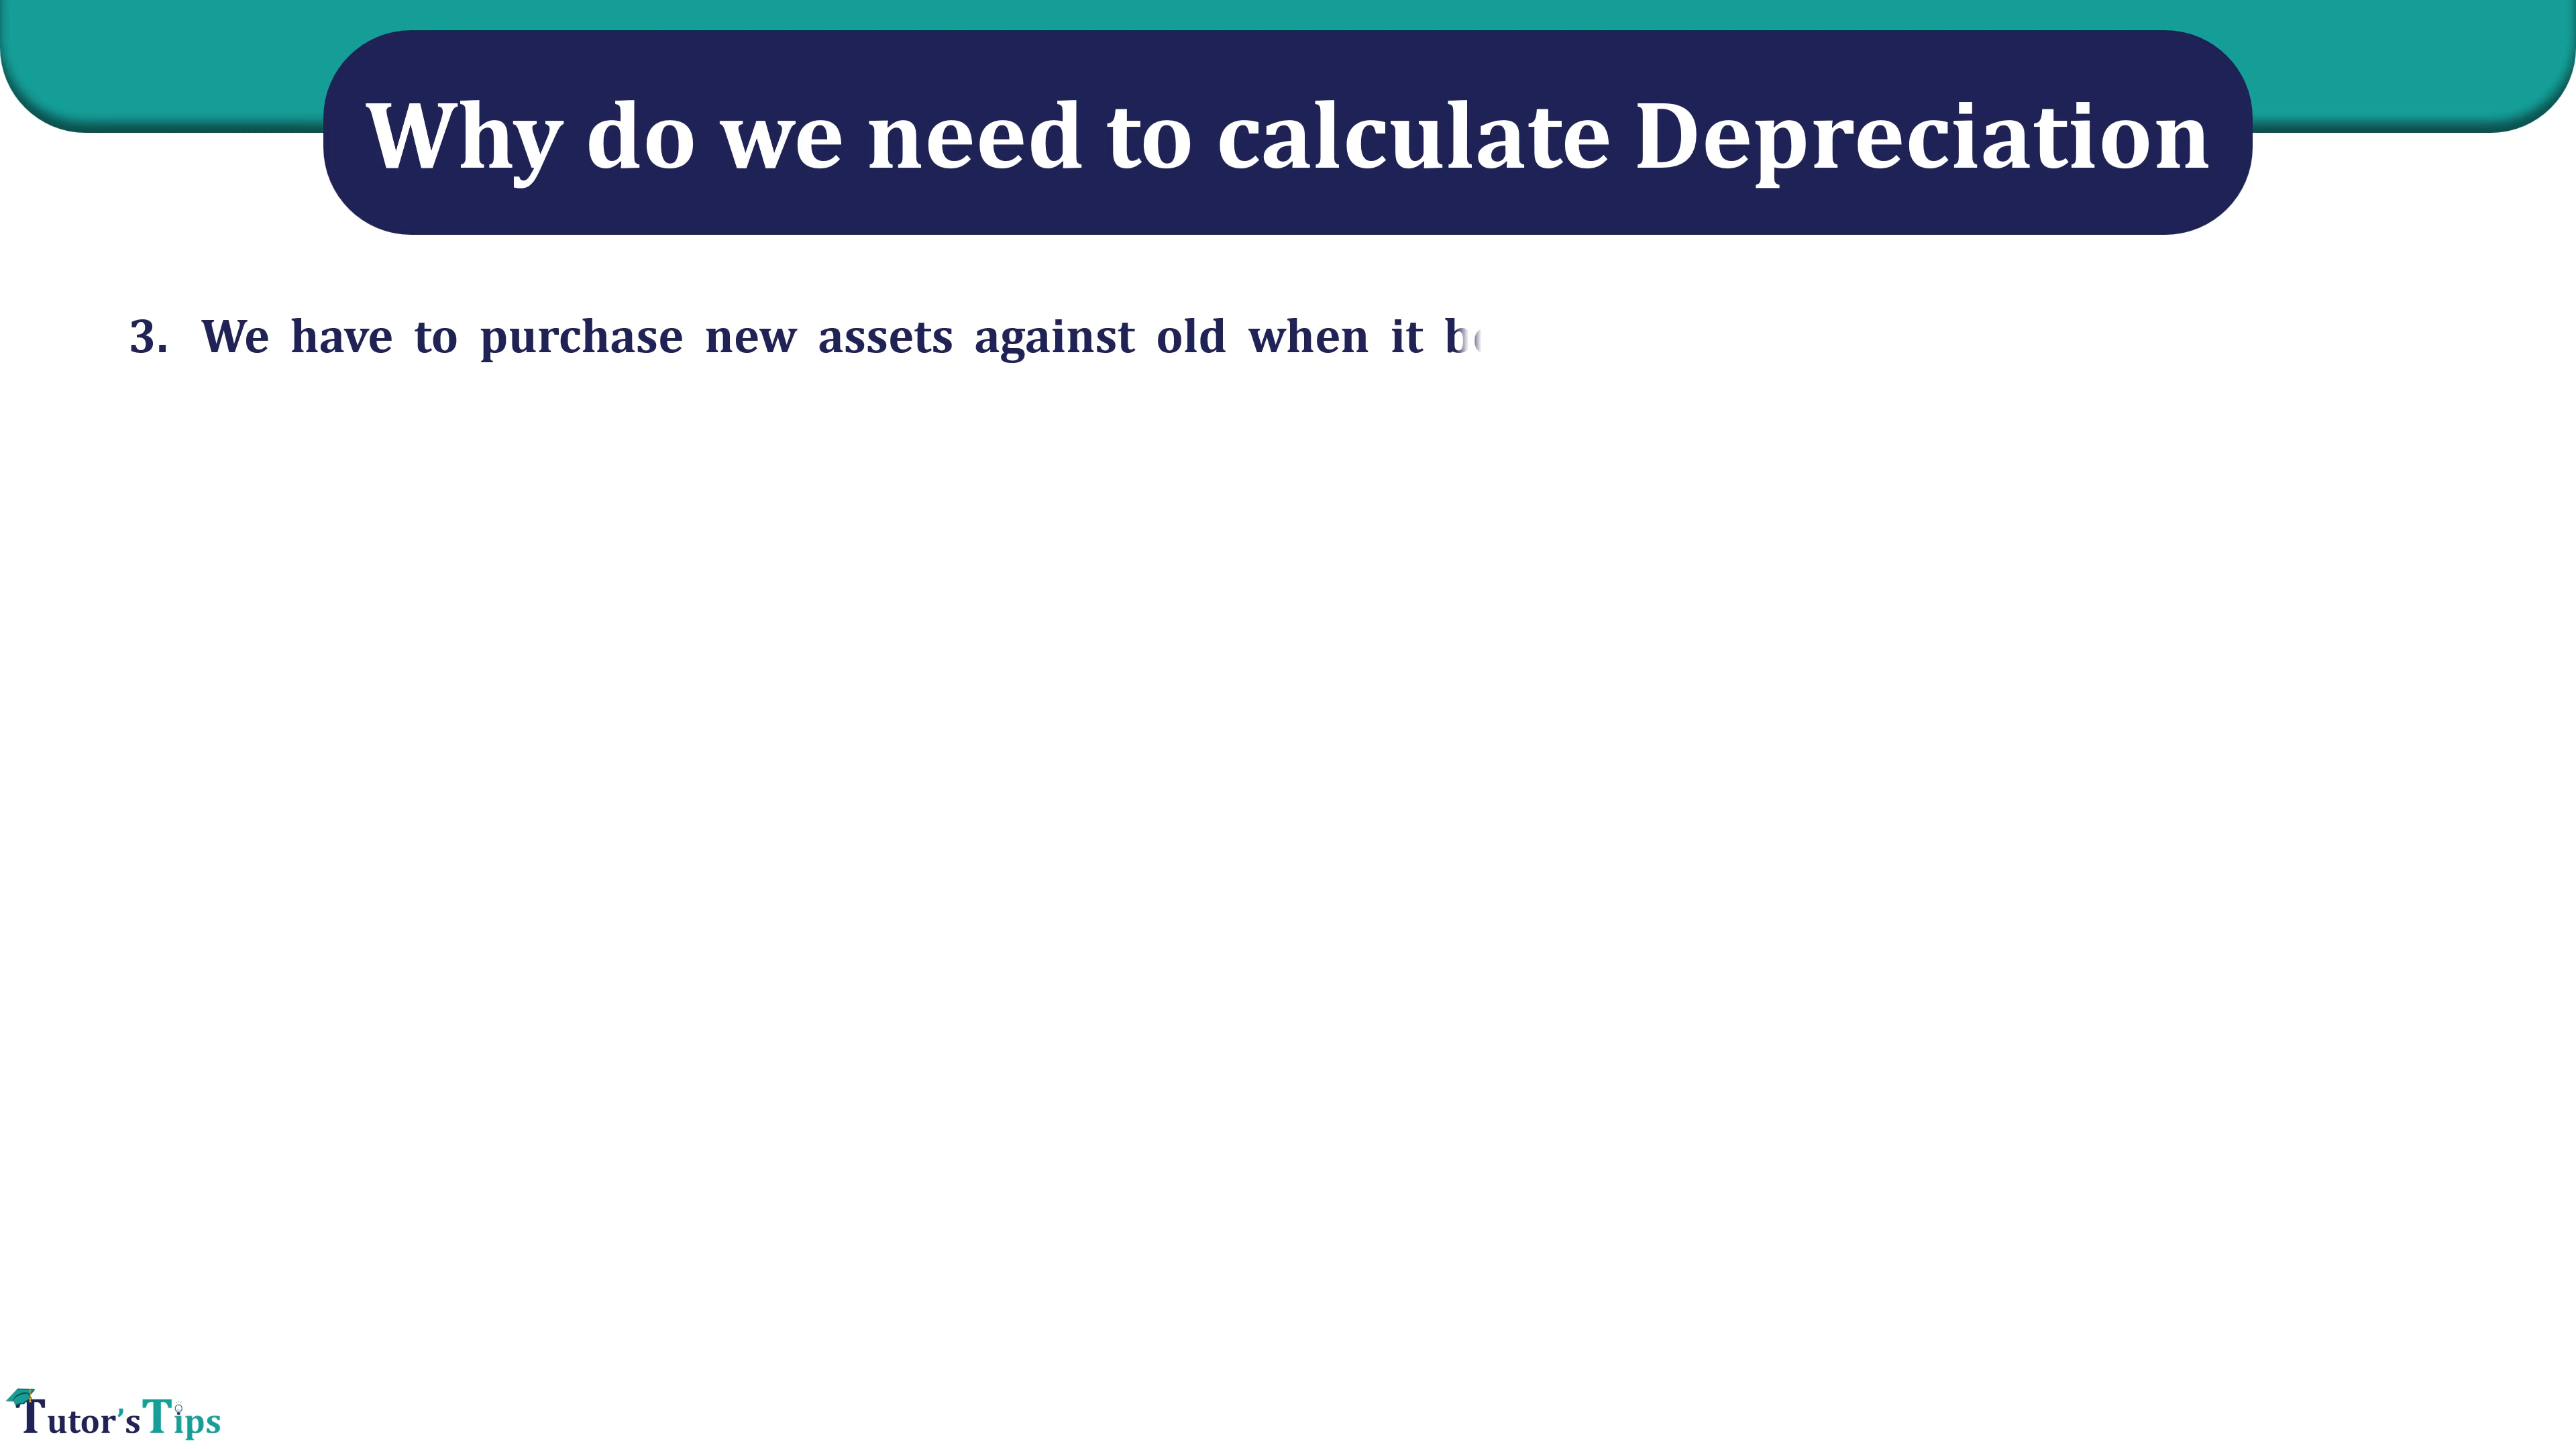 Why do we need to calculate Depreciation
3. We have to purchase new assets against old when it
Tutor’sTips